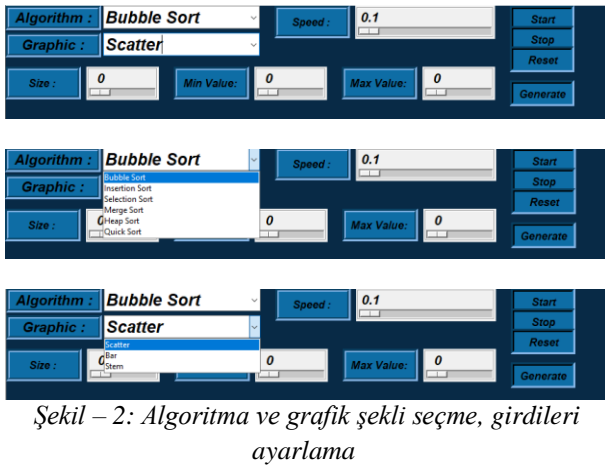 Algorithm : Bubble Sort Speed : 0.1 Start
Stop
Graphic : Scatter Reset
Size : 0 Min Value: 0 Max Value: 0 Generate
Algorithm : Bubble Sort Speed : 0.1 Start
Bubble Sort
Graphic : Insertion Sort Stop
Selection Sort Reset
Merge Sort
Size : 0 Heap Sort 0 Max Value: 0
Quick Sort Generate
Algorithm : Bubble Sort Speed : 0.1 Start
Graphic : Scatter Stop
Scatter Reset
Bar
Size : 0 Stem 0 Max Value: 0 Generate
Şekil – 2: Algoritma ve grafik şekli seçme, girdileri
ayarlama